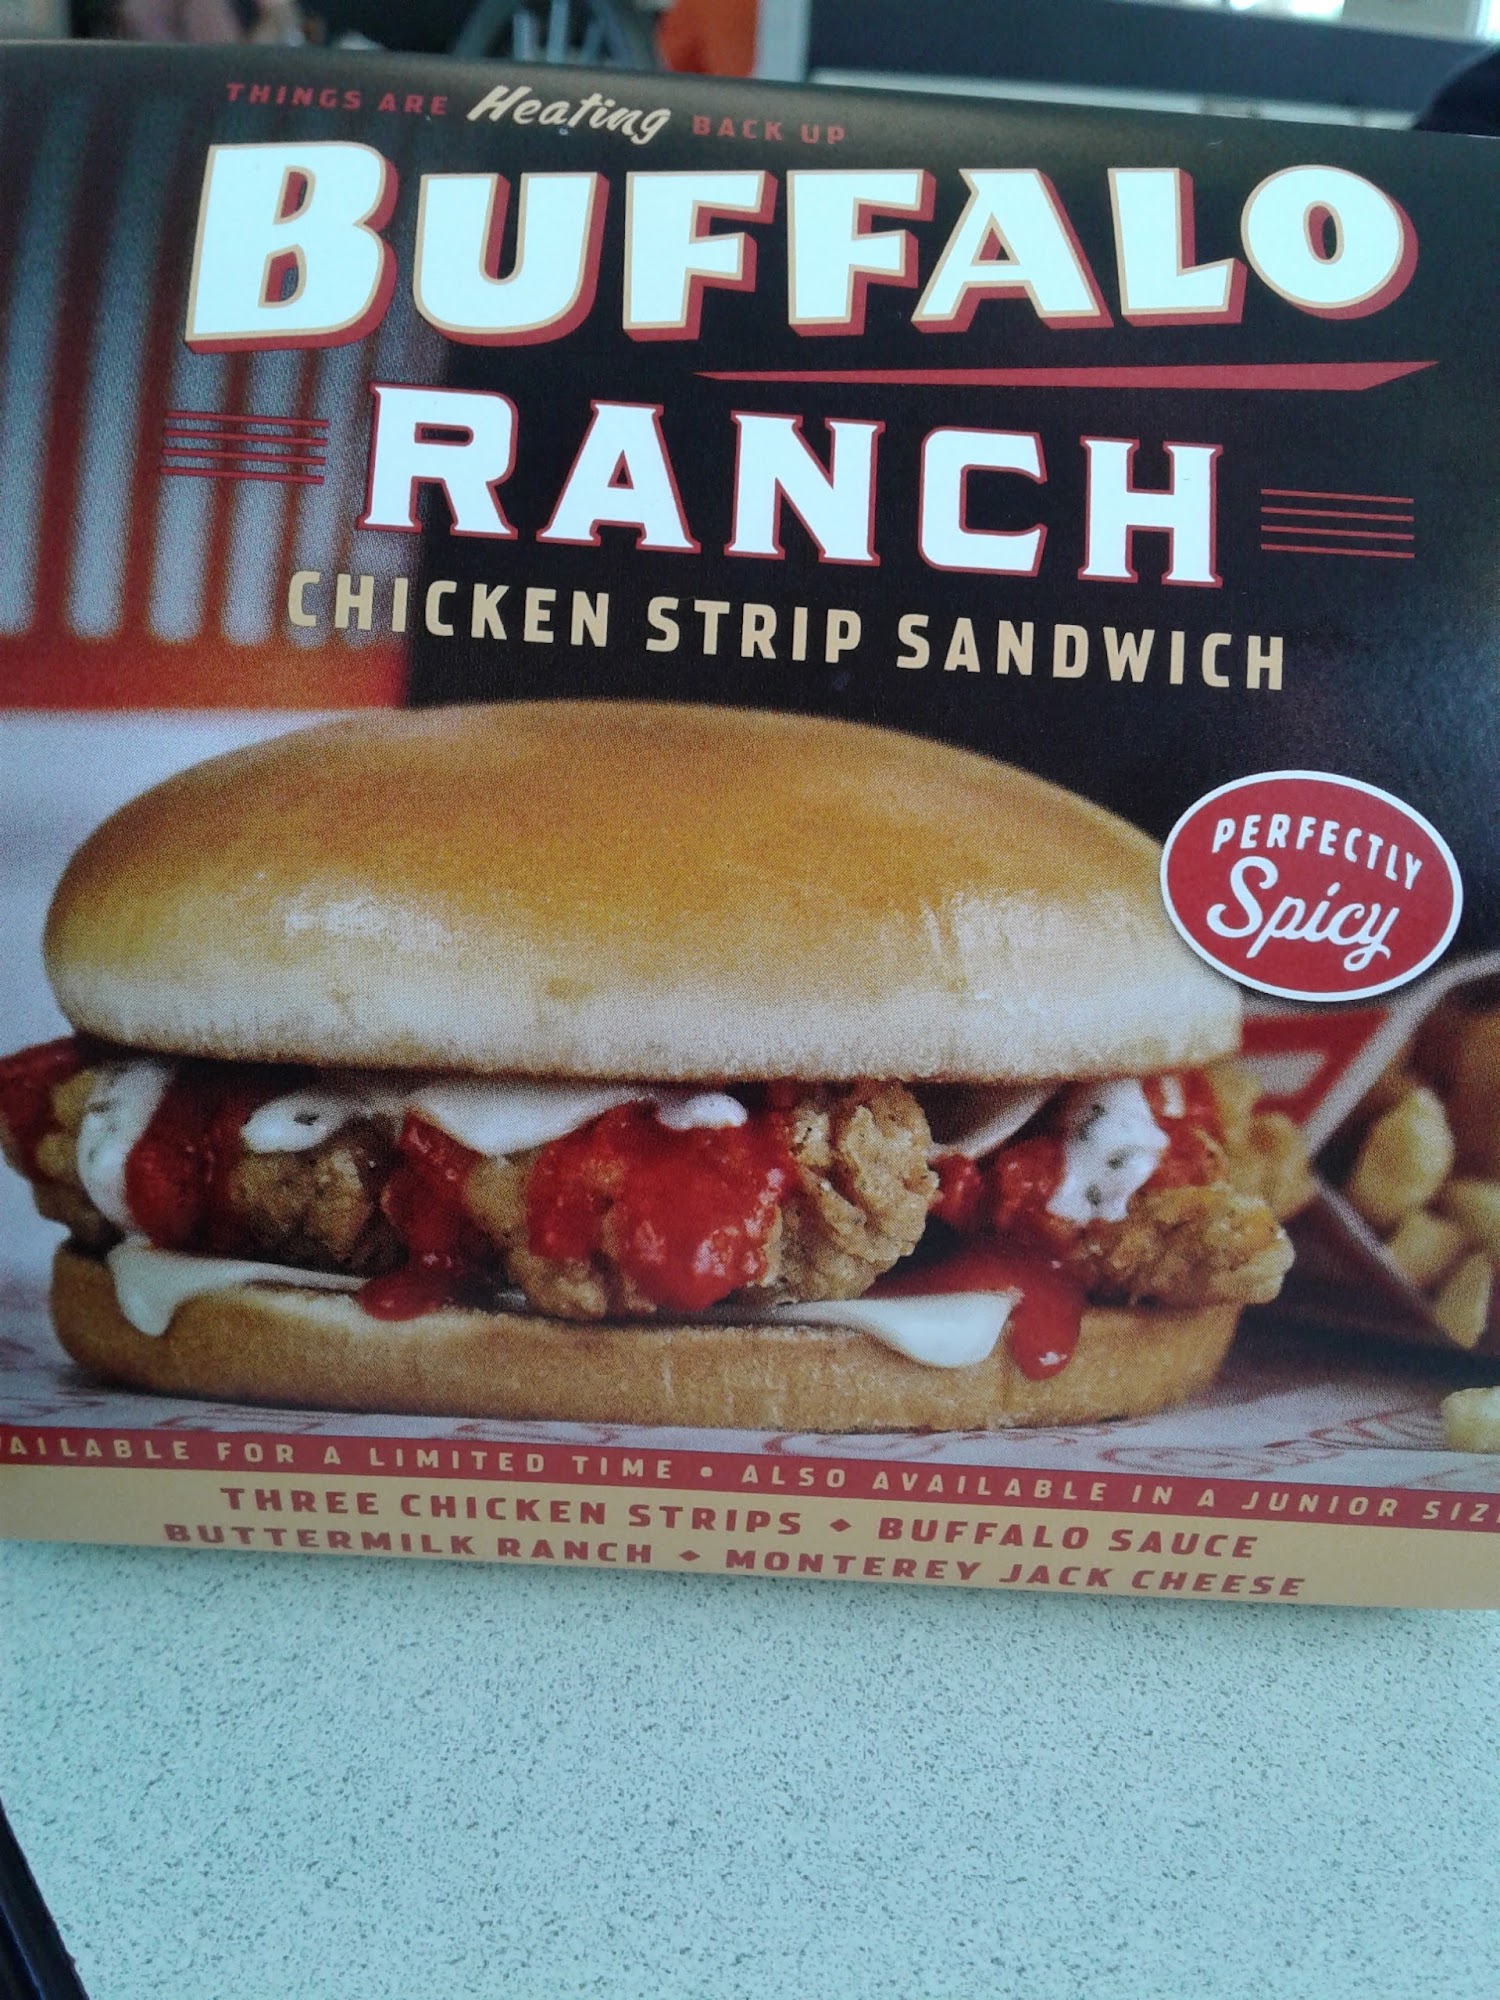 THINGS ARE Heating BACK UP
BUFFALO
RANCH
CHICKEN STRIP SANDWICH
PERFECTLY
Spicy
AILABLE FOR A LIMITED TIME • ALSO AVAILABLE IN A JUNIOR SIZ
THREE CHICKEN STRIPS ◆ BUFFALO SAUCE
BUTTERMILK RANCH ◆ MONTEREY JACK CHEESE